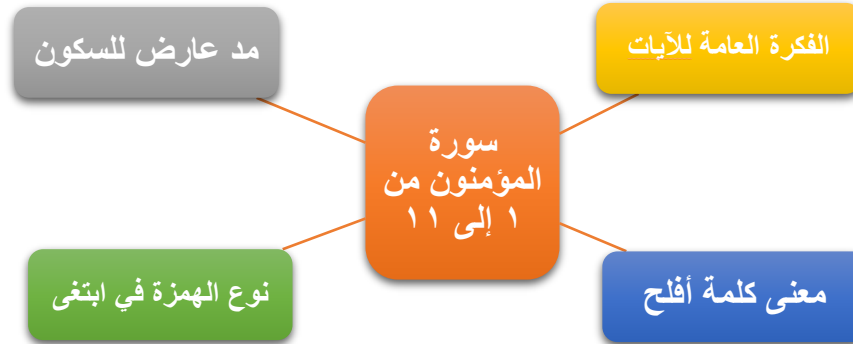 الفكرة العامة للآيات
مد عارض للسكون
سورة
المؤمنون من
١ إلى ١١
معنى كلمة أفلح
نوع الهمزة في ابتغى